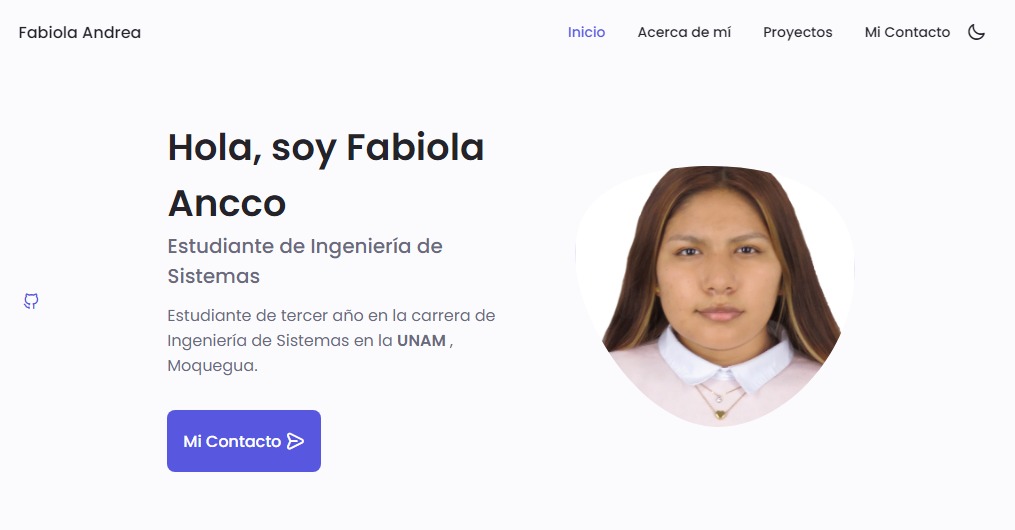 Fabiola Andrea
Inicio
Acerca de mí
Proyectos
Mi Contacto
Hola, soy Fabiola
Ancco
Estudiante de Ingeniería de
Sistemas
Estudiante de tercer año en la carrera de
Ingeniería de Sistemas en la UNAM ,
Moquegua.
Mi Contacto